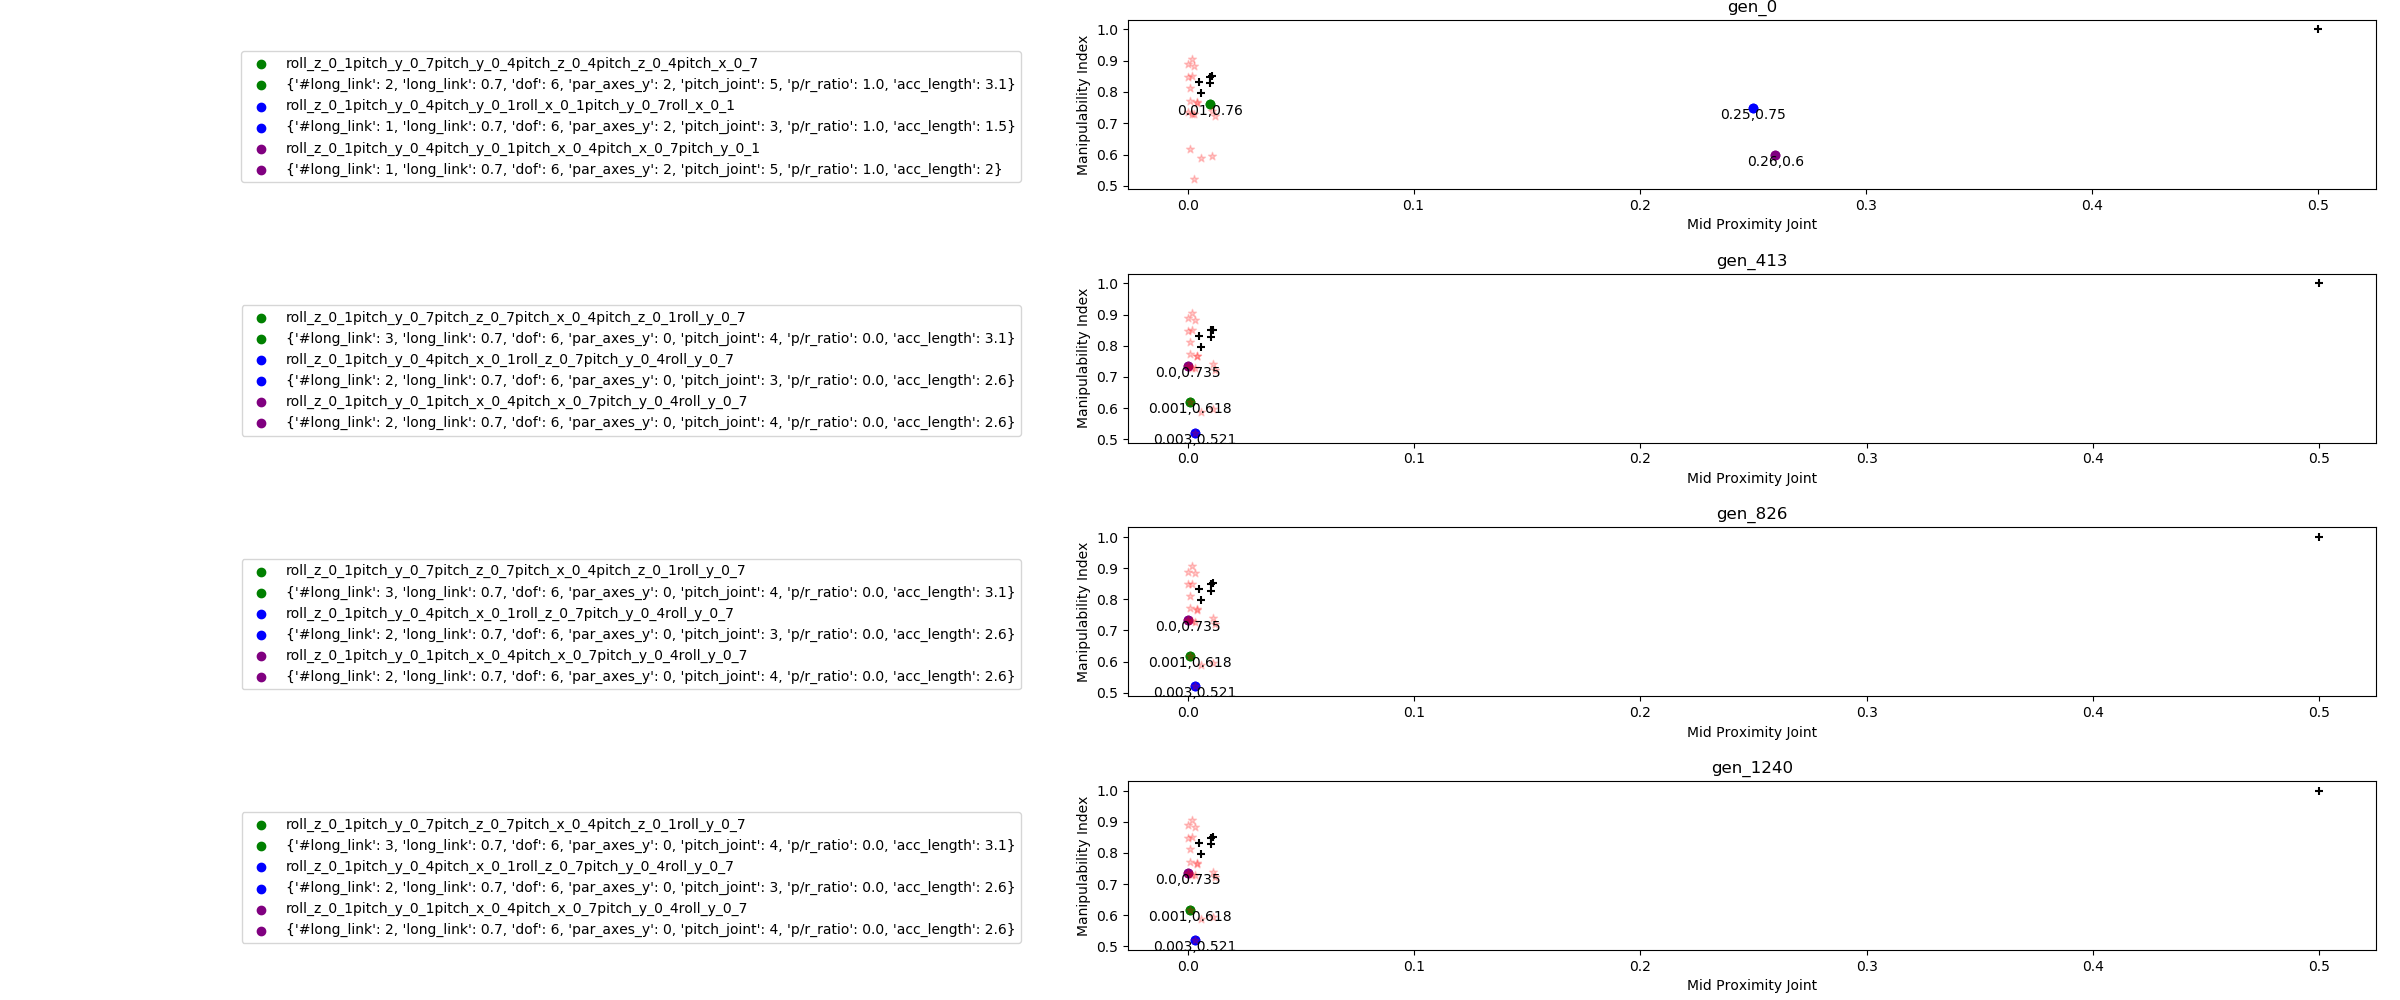 gen_0
roll_z_0_1pitch_y_0_7pitch_y_0_4pitch_z_0_4pitch_z_0_4pitch_x_0_7
{'#long_link': 2, 'long_link': 0.7, 'dof': 6, 'par_axes_y': 2, 'pitch_joint': 5, 'p/r_ratio': 1.0, 'acc_length': 3.1}
roll_z_0_1pitch_y_0_4pitch_y_0_1roll_x_0_1pitch_y_0_7roll_x_0_1
{'#long_link': 1, 'long_link': 0.7, 'dof': 6, 'par_axes_y': 2, 'pitch_joint': 3, 'p/r_ratio': 1.0, 'acc_length': 1.5}
roll_z_0_1pitch_y_0_4pitch_y_0_1pitch_x_0_4pitch_x_0_7pitch_y_0_1
{'#long_link': 1, 'long_link': 0.7, 'dof': 6, 'par_axes_y': 2, 'pitch_joint': 5, 'p/r_ratio': 1.0, 'acc_length': 2}
Manipulability Index
1.0
0.9
0.8
0.7
0.6
0.5
0.01,0.76
0.25,0.75
0.26,0.6
0.0 0.1 0.2 0.3 0.4 0.5
Mid Proximity Joint
gen_413
roll_z_0_1pitch_y_0_7pitch_z_0_7pitch_x_0_4pitch_z_0_1roll_y_0_7
{'#long_link': 3, 'long_link': 0.7, 'dof': 6, 'par_axes_y': 0, 'pitch_joint': 4, 'p/r_ratio': 0.0, 'acc_length': 3.1}
roll_z_0_1pitch_y_0_4pitch_x_0_1roll_z_0_7pitch_y_0_4roll_y_0_7
{'#long_link': 2, 'long_link': 0.7, 'dof': 6, 'par_axes_y': 0, 'pitch_joint': 3, 'p/r_ratio': 0.0, 'acc_length': 2.6}
roll_z_0_1pitch_y_0_1pitch_x_0_4pitch_x_0_7pitch_y_0_4roll_y_0_7
{'#long_link': 2, 'long_link': 0.7, 'dof': 6, 'par_axes_y': 0, 'pitch_joint': 4, 'p/r_ratio': 0.0, 'acc_length': 2.6}
Manipulability Index
1.0
0.9
0.8
0.7
0.6
0.5
0.0,0.735
0.001,0.618
0.003,0.521
0.0 0.1 0.2 0.3 0.4 0.5
Mid Proximity Joint
gen_826
roll_z_0_1pitch_y_0_7pitch_z_0_7pitch_x_0_4pitch_z_0_1roll_y_0_7
{'#long_link': 3, 'long_link': 0.7, 'dof': 6, 'par_axes_y': 0, 'pitch_joint': 4, 'p/r_ratio': 0.0, 'acc_length': 3.1}
roll_z_0_1pitch_y_0_4pitch_x_0_1roll_z_0_7pitch_y_0_4roll_y_0_7
{'#long_link': 2, 'long_link': 0.7, 'dof': 6, 'par_axes_y': 0, 'pitch_joint': 3, 'p/r_ratio': 0.0, 'acc_length': 2.6}
roll_z_0_1pitch_y_0_1pitch_x_0_4pitch_x_0_7pitch_y_0_4roll_y_0_7
{'#long_link': 2, 'long_link': 0.7, 'dof': 6, 'par_axes_y': 0, 'pitch_joint': 4, 'p/r_ratio': 0.0, 'acc_length': 2.6}
Manipulability Index
1.0
0.9
0.8
0.7
0.6
0.5
0.0,0.735
0.001,0.618
0.003,0.521
0.0 0.1 0.2 0.3 0.4 0.5
Mid Proximity Joint
gen_1240
roll_z_0_1pitch_y_0_7pitch_z_0_7pitch_x_0_4pitch_z_0_1roll_y_0_7
{'#long_link': 3, 'long_link': 0.7, 'dof': 6, 'par_axes_y': 0, 'pitch_joint': 4, 'p/r_ratio': 0.0, 'acc_length': 3.1}
roll_z_0_1pitch_y_0_4pitch_x_0_1roll_z_0_7pitch_y_0_4roll_y_0_7
{'#long_link': 2, 'long_link': 0.7, 'dof': 6, 'par_axes_y': 0, 'pitch_joint': 3, 'p/r_ratio': 0.0, 'acc_length': 2.6}
roll_z_0_1pitch_y_0_1pitch_x_0_4pitch_x_0_7pitch_y_0_4roll_y_0_7
{'#long_link': 2, 'long_link': 0.7, 'dof': 6, 'par_axes_y': 0, 'pitch_joint': 4, 'p/r_ratio': 0.0, 'acc_length': 2.6}
Manipulability Index
1.0
0.9
0.8
0.7
0.6
0.5
0.0,0.735
0.001,0.618
0.003,0.521
0.0 0.1 0.2 0.3 0.4 0.5
Mid Proximity Joint